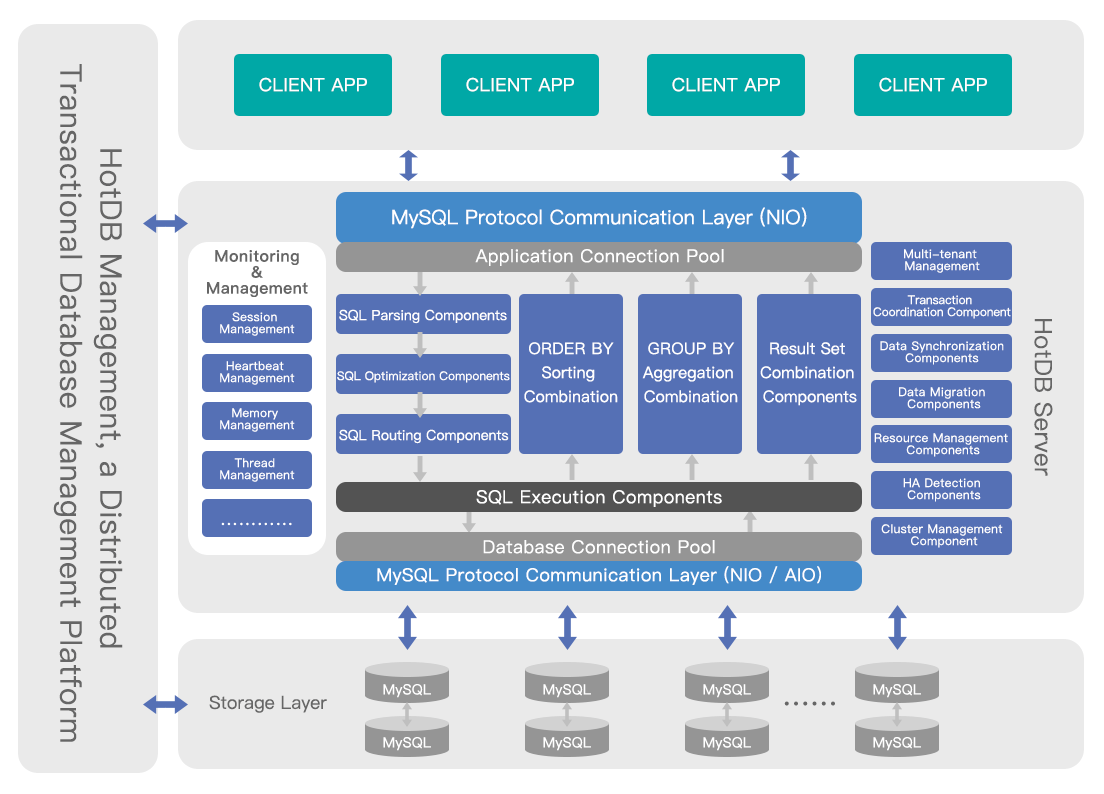 HotDB Management, a Distributed
Transactional Database Management Platform
CLIENT APP
CLIENT APP
CLIENT APP
CLIENT APP
MySQL Protocol Communication Layer (NIO)
Application Connection Pool
Monitoring
&
Management
Session
Management
Heartbeat
Management
Memory
Management
Thread
Management
............
SQL Parsing Components
SQL Optimization Components
SQL Routing Components
ORDER BY
Sorting
Combination
GROUP BY
Aggregation
Combination
Result Set
Combination
Components
SQL Execution Components
Database Connection Pool
MySQL Protocol Communication Layer (NIO / AIO)
Multi-tenant
Management
Transaction
Coordination Component
Data Synchronization
Components
Data Migration
Components
Resource Management
Components
HA Detection
Components
Cluster Management
Component
HotDB Server
Storage Layer
MySQL
MySQL
MySQL
......
MySQL
MySQL
MySQL
MySQL
MySQL